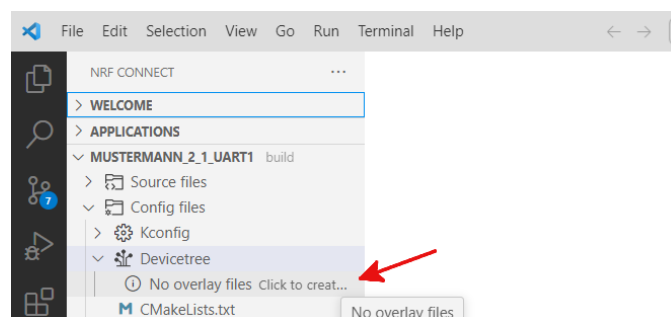 File Edit Selection View Go Run Terminal Help
NRF CONNECT ...
WELCOME
APPLICATIONS
MUSTERMANN_2_1_UART1 build
Source files
Config files
7
Kconfig
Devicetree
No overlay files Click to creat...
CMakeLists.txt
No overlay files